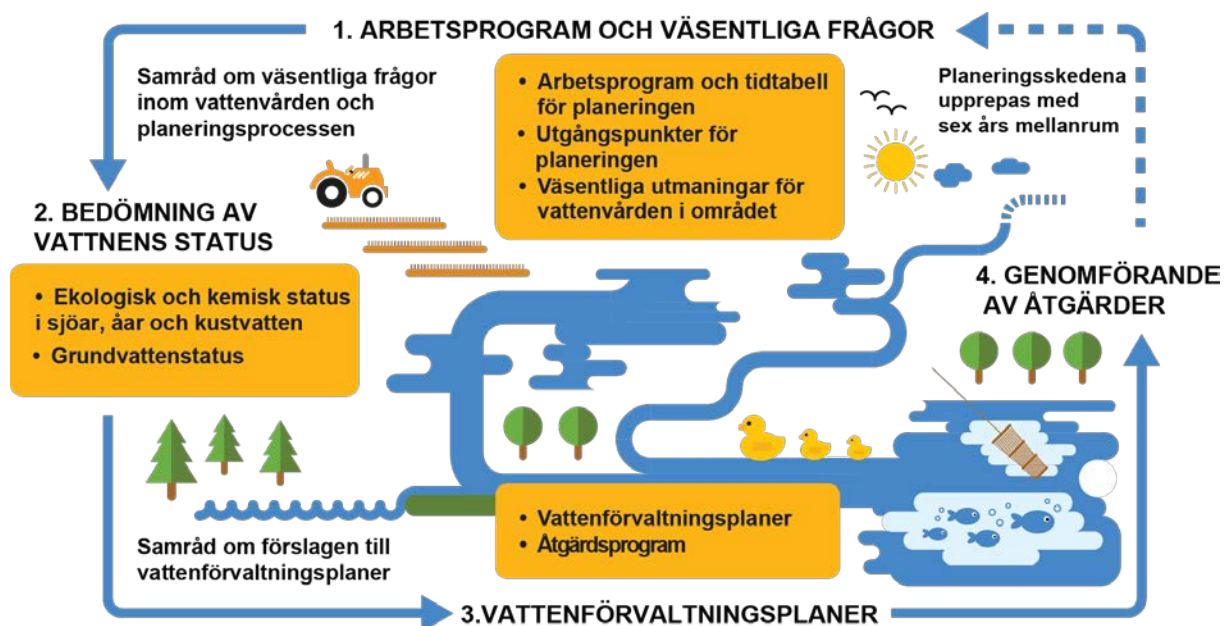 1. ARBETSPROGRAM OCH VÄSENTLIGA FRÅGOR
Samråd om väsentliga frågor
inom vattenvården och
planeringsprocessen
• Arbetsprogram och tidtabell
för planeringen
• Utgångspunkter för
planeringen
• Väsentliga utmaningar för
vattenvården i området
Planeringsskedena
upprepas med
sex års mellanrum
2. BEDÖMNING AV
VATTNENS STATUS
• Ekologisk och kemisk status
i sjöar, åar och kustvatten
• Grundvattenstatus
4. GENOMFÖRANDE
AV ÅTGÄRDER
Samråd om förslagen till
vattenförvaltningsplaner
• Vattenförvaltningsplaner
• Åtgärdsprogram
3.VATTENFÖRVALTNINGSPLANER